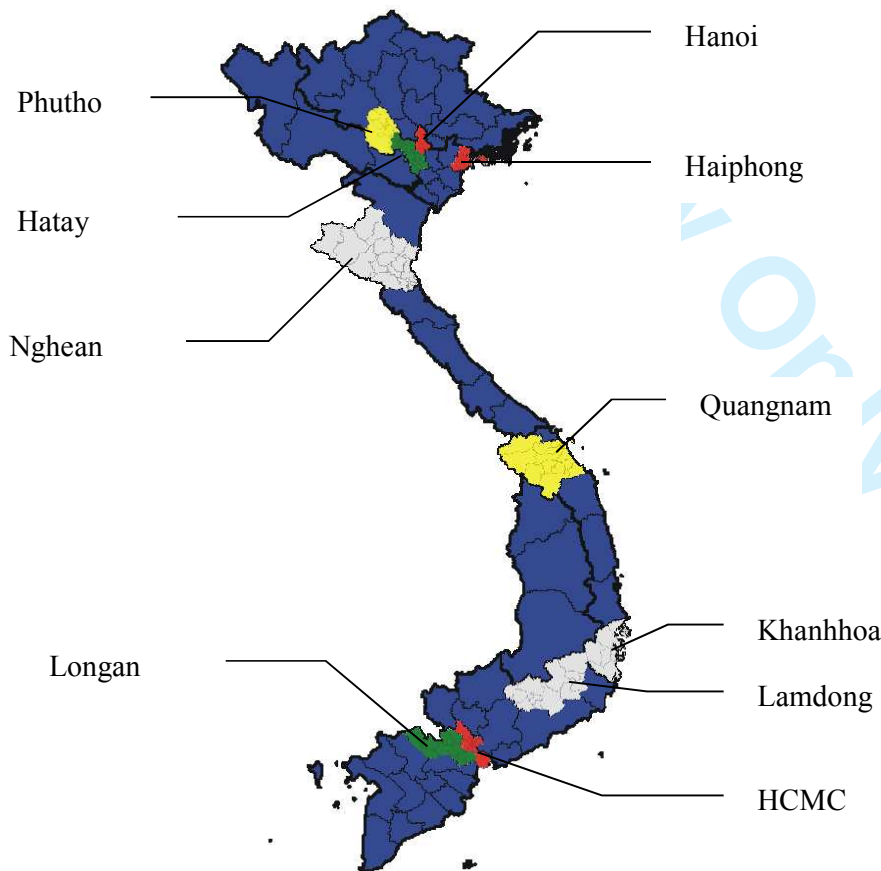 Hanoi
Phutho
Haiphong
Hatay
Nghean
Quangnam
Khanhhoa
Longan
Lamdong
HCMC